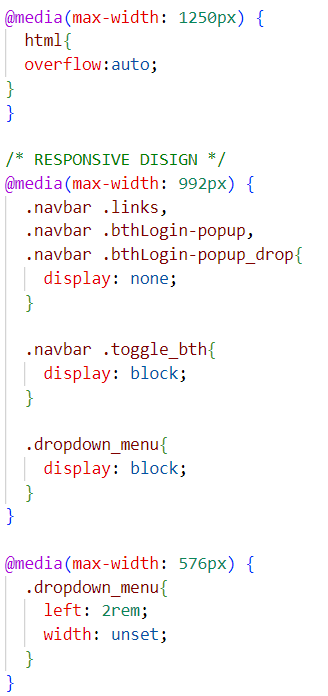 @media(max-width: 1250px) {
  html{
  overflow:auto;
}
}

/* RESPONSIVE DISIGN */
@media(max-width: 992px) {
  .navbar .links,
  .navbar .bthLogin-popup,
  .navbar .bthLogin-popup_drop{
    display: none;
  }

  .navbar .toggle_bth{
    display: block;
  }

  .dropdown_menu{
    display: block;
  }
}

@media(max-width: 576px) {
  .dropdown_menu{
    left: 2rem;
    width: unset;
  }
}